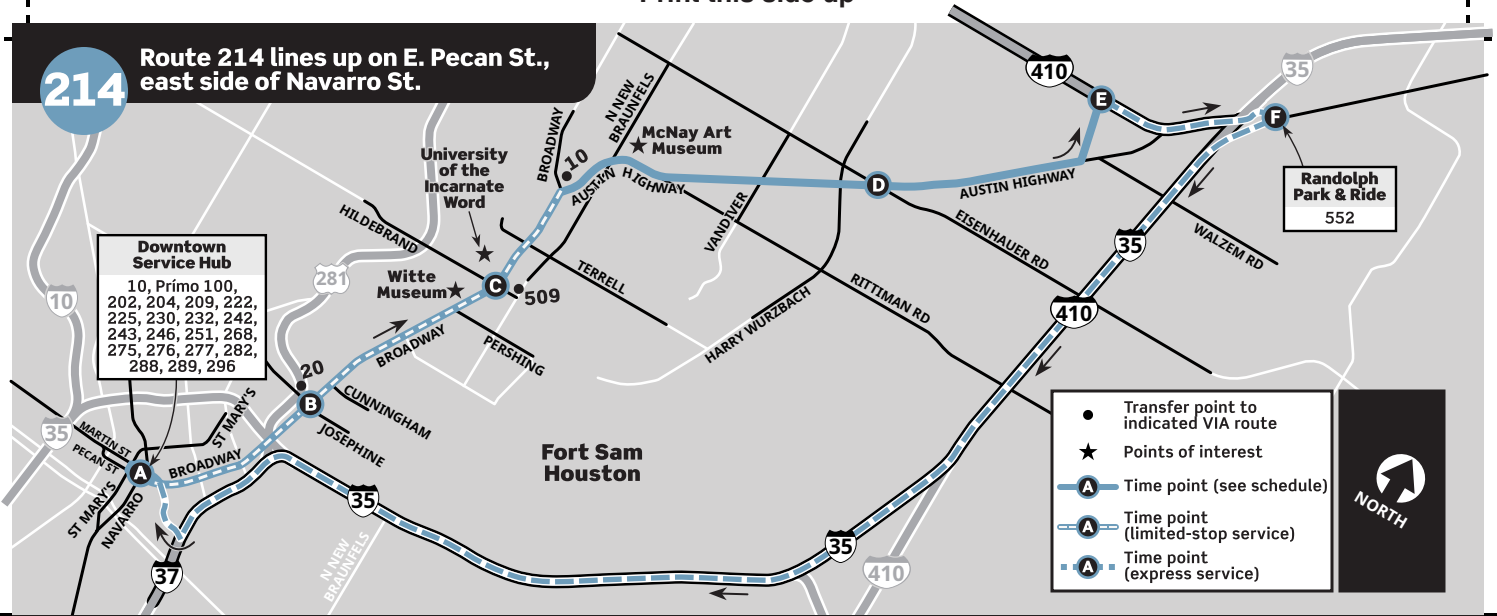 Print this side up
214
Route 214 lines up on E. Pecan St.,
east side of Navarro St.
410
35
E
F
Randolph
Park & Ride
552
N NEW
BRAUNFELS
McNay Art
Museum
BROADWAY
10
University
of the
Incarnate
Word
AUSTIN HIGHWAY
D
AUSTIN HIGHWAY
HILDEBRAND
VANDIVER
EISENHAUER RD
WALZEM RD
35
Downtown
Service Hub
10, Prímo 100,
202, 204, 209, 222,
225, 230, 232, 242,
243, 246, 251, 268,
275, 276, 277, 282,
288, 289, 296
10
281
Witte
Museum
C
509
TERRELL
RITTIMAN RD
410
HARRY WURZBACH
BROADWAY
PERSHING
20
B
CUNNINGHAM
JOSEPHINE
ST MARY'S
35
MARTIN ST
PECAN ST
A
BROADWAY
ST MARY'S
NAVARRO
Fort Sam
Houston
35
37
N NEW
BRAUNFELS
35
410
Transfer point to
indicated VIA route
Points of interest
A
Time point (see schedule)
A
Time point
(limited-stop service)
A
Time point
(express service)
NORTH